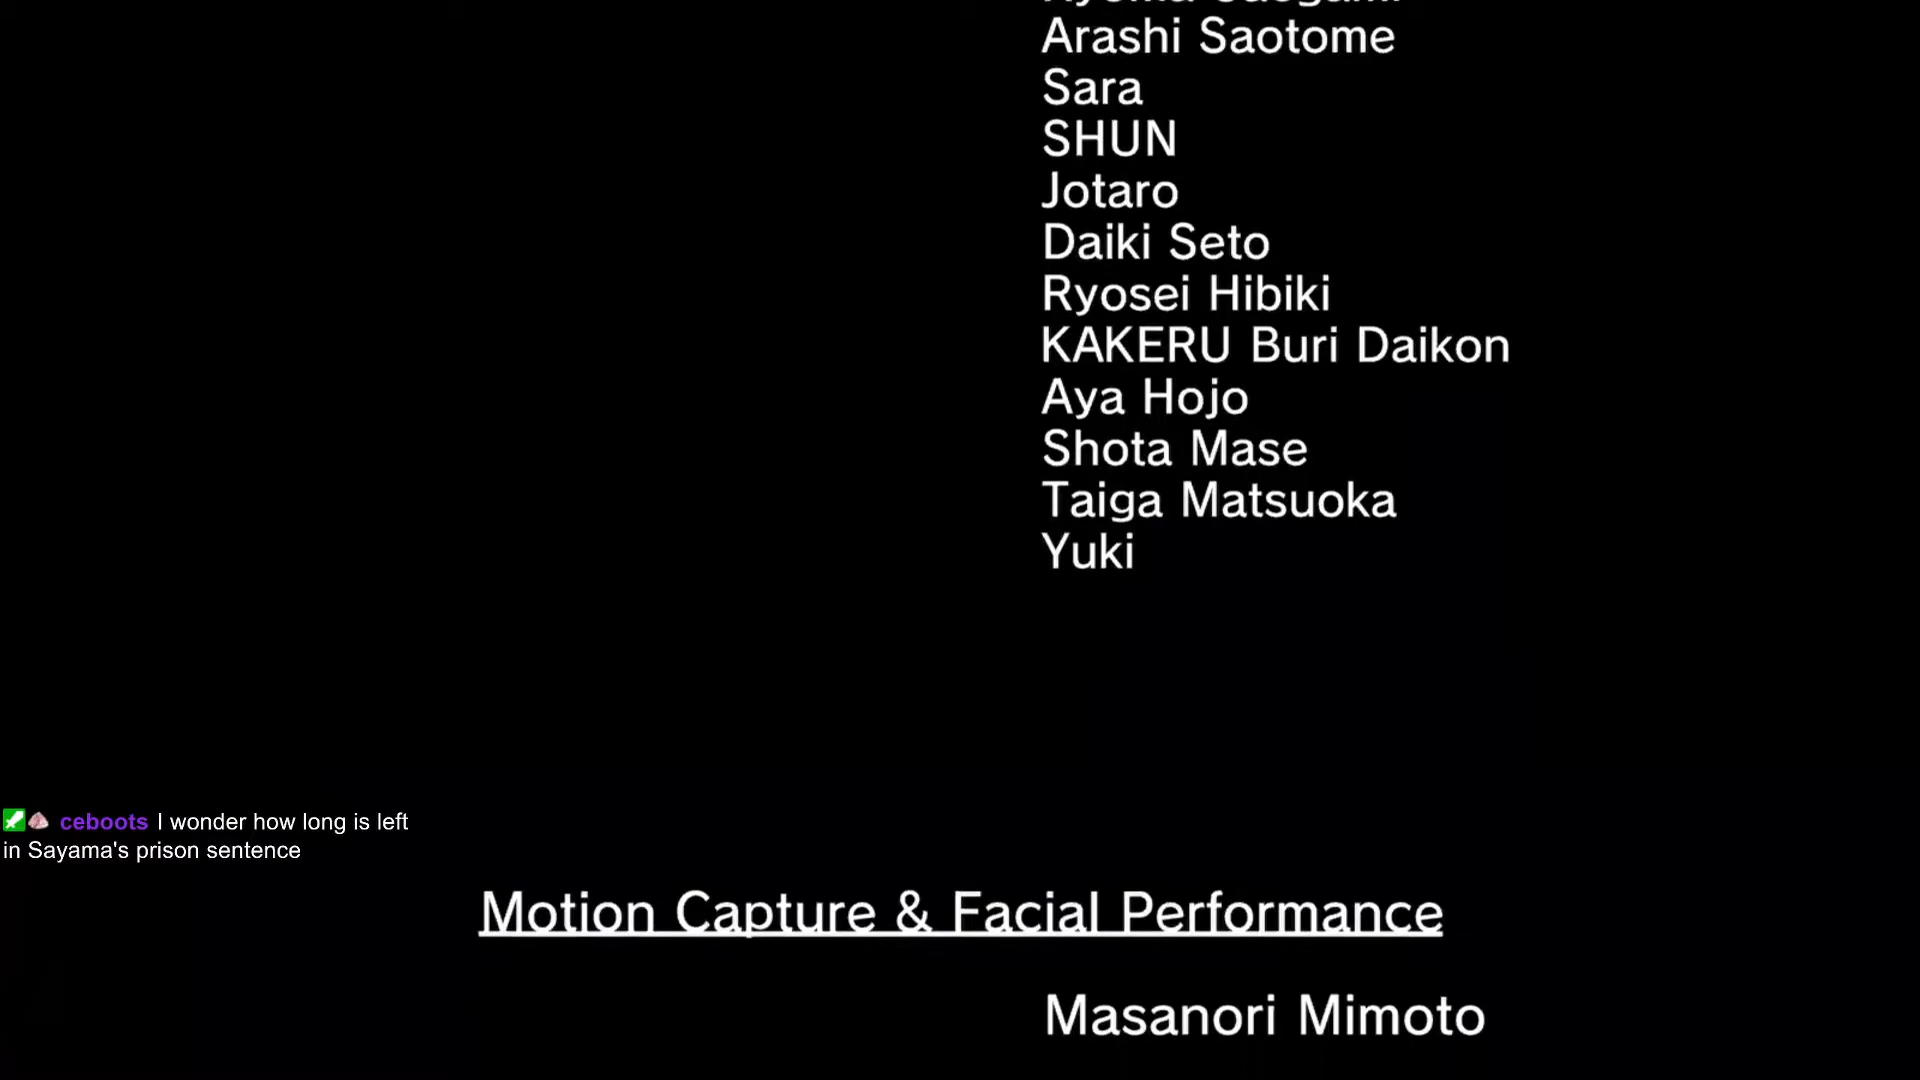 Arashi Saotome
Sara
SHUN
Jotaro
Daiki Seto
Ryosei Hibiki
KAKERU Buri Daikon
Aya Hojo
Shota Mase
Taiga Matsuoka
Yuki
ceboots I wonder how long is left
in Sayama's prison sentence
Motion Capture & Facial Performance
Masanori Mimoto